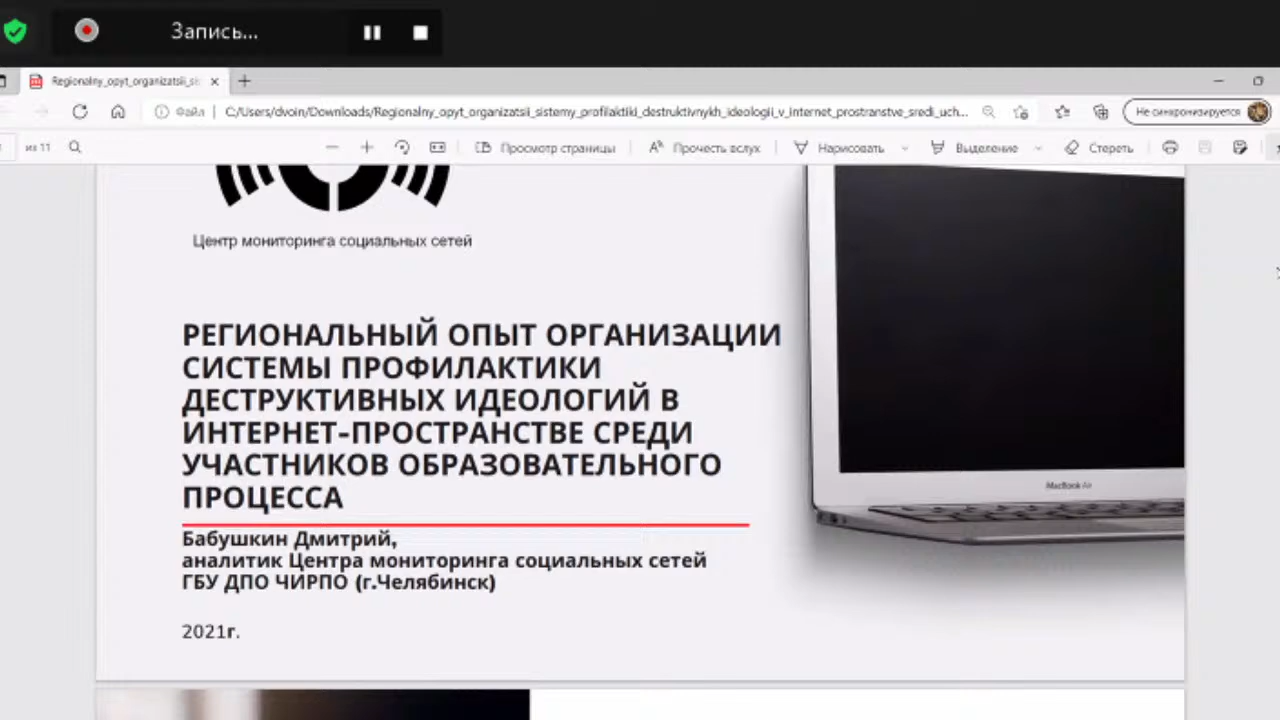 Запись...
Regionalny_opyt_organizatsii_sis
Файл
C:/Users/dvoin/Downloads/Regionalny_opyt_organizatsii_sistemy_profilaktiki_destruktivnykh_ideologii_v_internet_prostranstve_sredi_uch...
Не синхронизируется
из 11
Просмотр страницы
Прочесть вслух
Нарисовать
Выделение
Стереть
Центр мониторинга социальных сетей
РЕГИОНАЛЬНЫЙ ОПЫТ ОРГАНИЗАЦИИ
СИСТЕМЫ ПРОФИЛАКТИКИ
ДЕСТРУКТИВНЫХ ИДЕОЛОГИЙ В
ИНТЕРНЕТ-ПРОСТРАНСТВЕ СРЕДИ
УЧАСТНИКОВ ОБРАЗОВАТЕЛЬНОГО
ПРОЦЕССА
MacBook Air
Бабушкин Дмитрий,
аналитик Центра мониторинга социальных сетей
ГБУ ДПО ЧИРПО (г.Челябинск)
2021г.